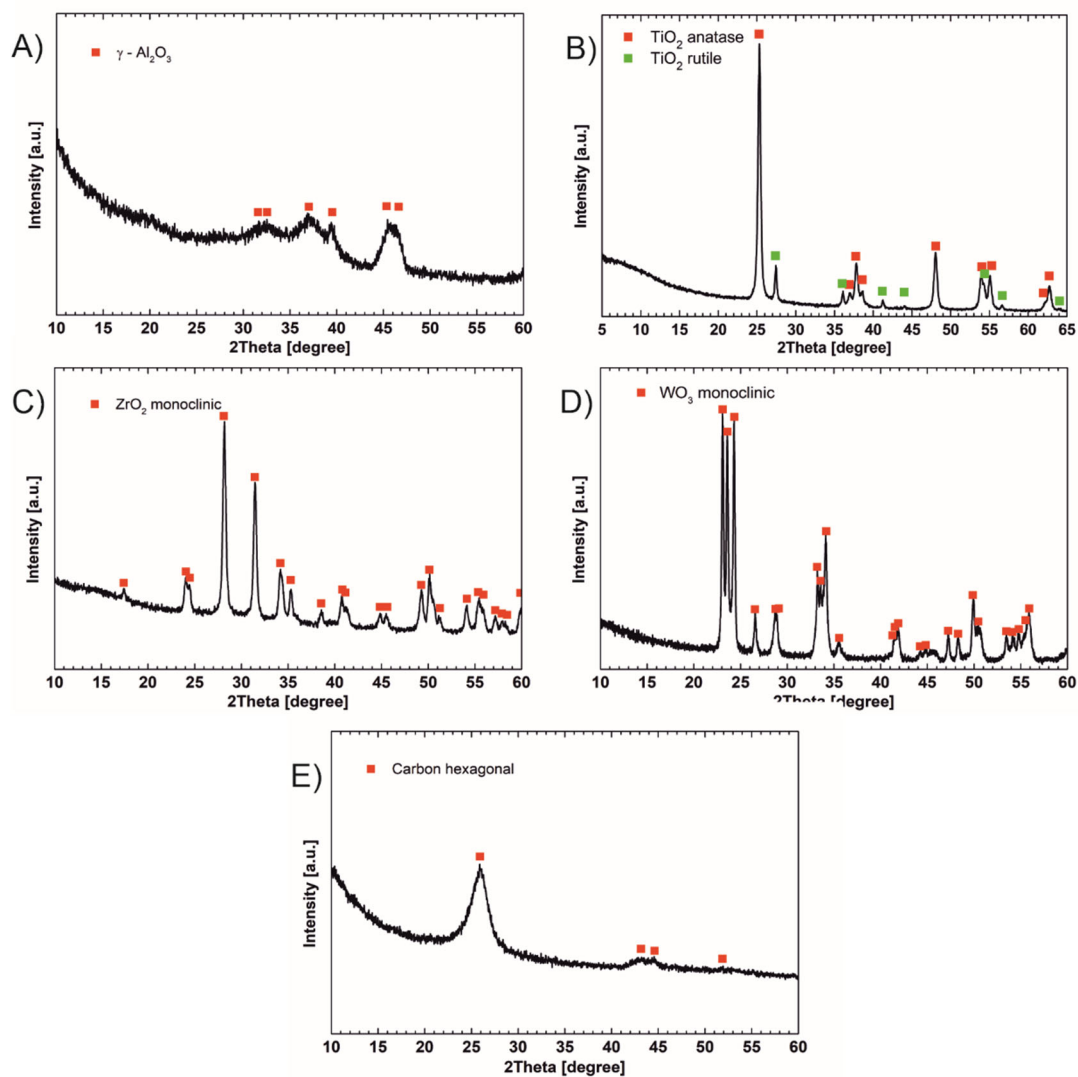 A)
γ - Al₂O₃
Intensity [a.u.]
10 15 20 25 30 35 40 45 50 55 60
2Theta [degree]
B)
TiO₂ anatase
TiO₂ rutile
Intensity [a.u.]
5 10 15 20 25 30 35 40 45 50 55 60 65
2Theta [degree]
C)
ZrO₂ monoclinic
Intensity [a.u.]
10 15 20 25 30 35 40 45 50 55 60
2Theta [degree]
D)
WO₃ monoclinic
Intensity [a.u.]
10 15 20 25 30 35 40 45 50 55 60
2Theta [degree]
E)
Carbon hexagonal
Intensity [a.u.]
10 15 20 25 30 35 40 45 50 55 60
2Theta [degree]